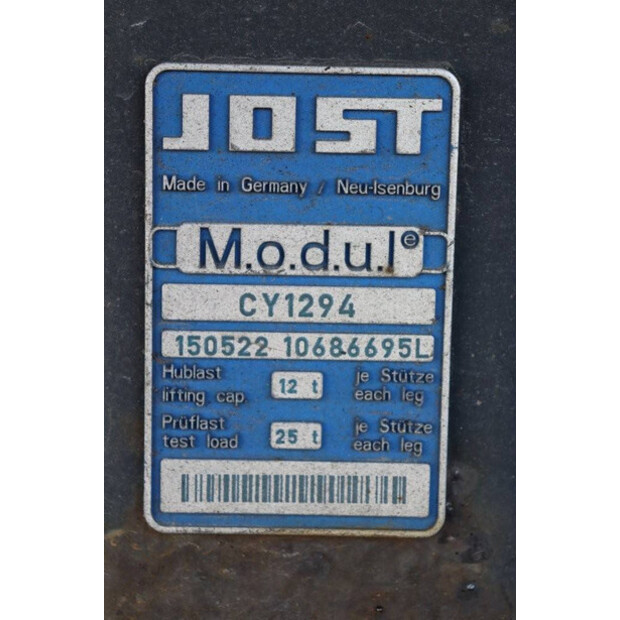 JOST
Made in Germany / Neu-Isenburg
M.o.d.u.l e
CY1294
150522 10686695L
Hublast 12 t je Stütze
lifting cap. each leg
Prüflast 25 t je Stütze
test load each leg